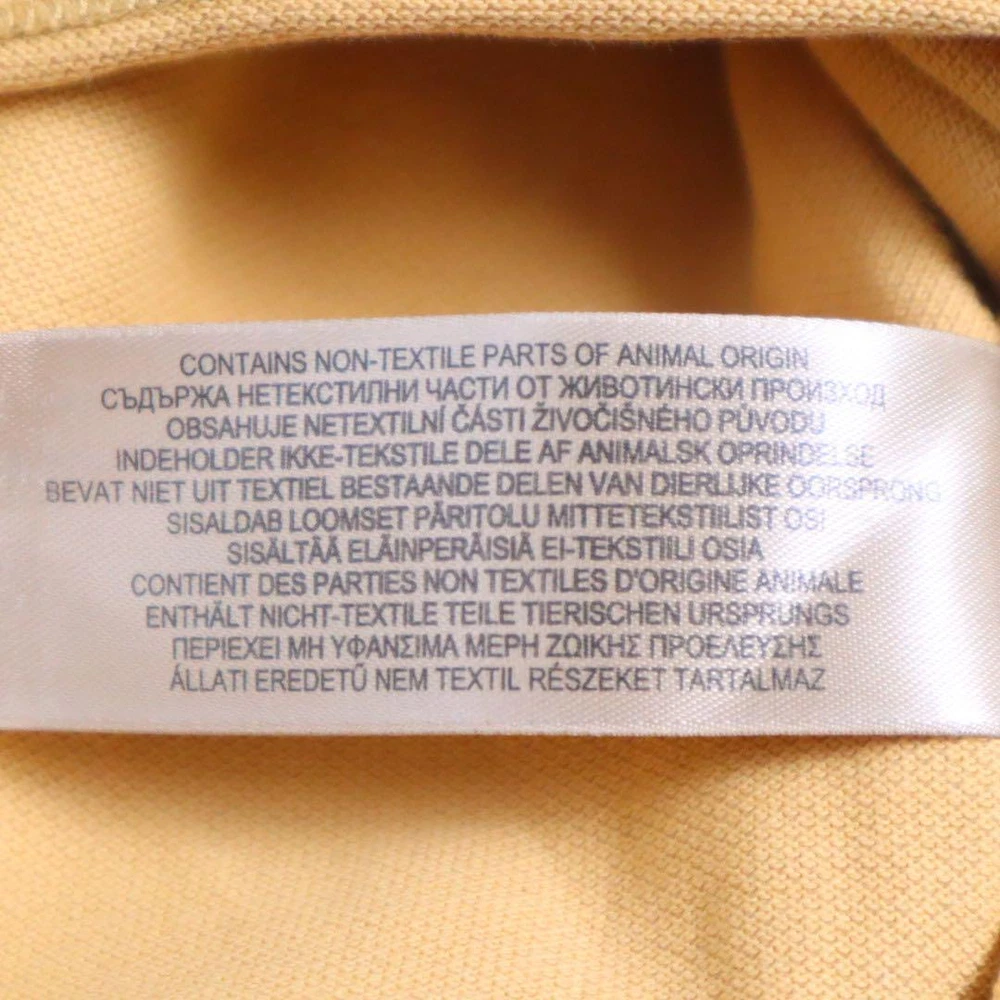 CONTAINS NON-TEXTILE PARTS OF ANIMAL ORIGIN
СЪДЪРЖА НЕТЕКСТИЛНИ ЧАСТИ ОТ ЖИВОТИНСКИ ПРОИЗХОД
OBSAHUJE NETEXTILNÍ ČÁSTI ŽIVOČIŠNÉHO PŮVODU
INDEHOLDER IKKE-TEKSTILE DELE AF ANIMALSK OPRINDELSE
BEVAT NIET UIT TEXTIEL BESTAANDE DELEN VAN DIERLIJKE OORSPRONG
SISALDAB LOOMSET PÄRITOLU MITTETEKSTIILIST OSI
SISÄLTÄÄ ELÄINPERÄISIÄ EI-TEKSTIILI OSIA
CONTIENT DES PARTIES NON TEXTILES D'ORIGINE ANIMALE
ENTHÄLT NICHT-TEXTILE TEILE TIERISCHEN URSPRUNGS
ΠΕΡΙΕΧΕΙ ΜΗ ΥΦΑΝΣΙΜΑ ΜΕΡΗ ΖΩΙΚΗΣ ΠΡΟΕΛΕΥΣΗΣ
ÁLLATI EREDETŰ NEM TEXTIL RÉSZEKET TARTALMAZ